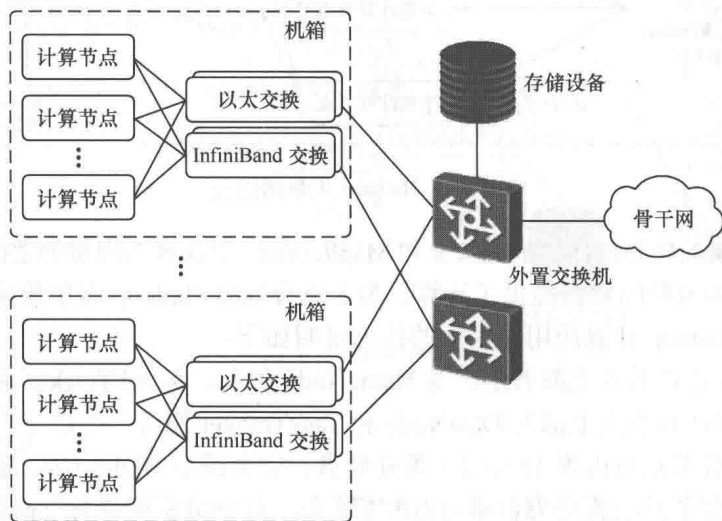 机箱
计算节点
计算节点
计算节点
以太交换
InfiniBand 交换
存储设备
骨干网
外置交换机
机箱
计算节点
计算节点
计算节点
以太交换
InfiniBand 交换